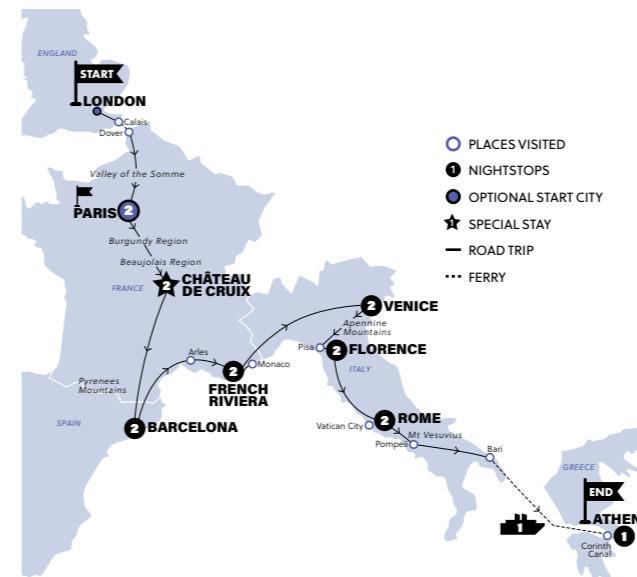 ENGLAND
START
LONDON
Calais
Dover
Valley of the Somme
PARIS
2
Burgundy Region
Beaujolais Region
FRANCE
2
CHÂTEAU
DE CRUIX
Arles
2
FRENCH
RIVIERA
Monaco
Pyrenees
Mountains
SPAIN
2
BARCELONA
2
VENICE
Apennine
Mountains
Pisa
2
FLORENCE
ITALY
2
ROME
Vatican City
Mt Vesuvius
Pompeii
Bari
GREECE
END
ATHEN
1
1
Corinth
Canal
PLACES VISITED
1
NIGHTSTOPS
OPTIONAL START CITY
1
SPECIAL STAY
ROAD TRIP
FERRY